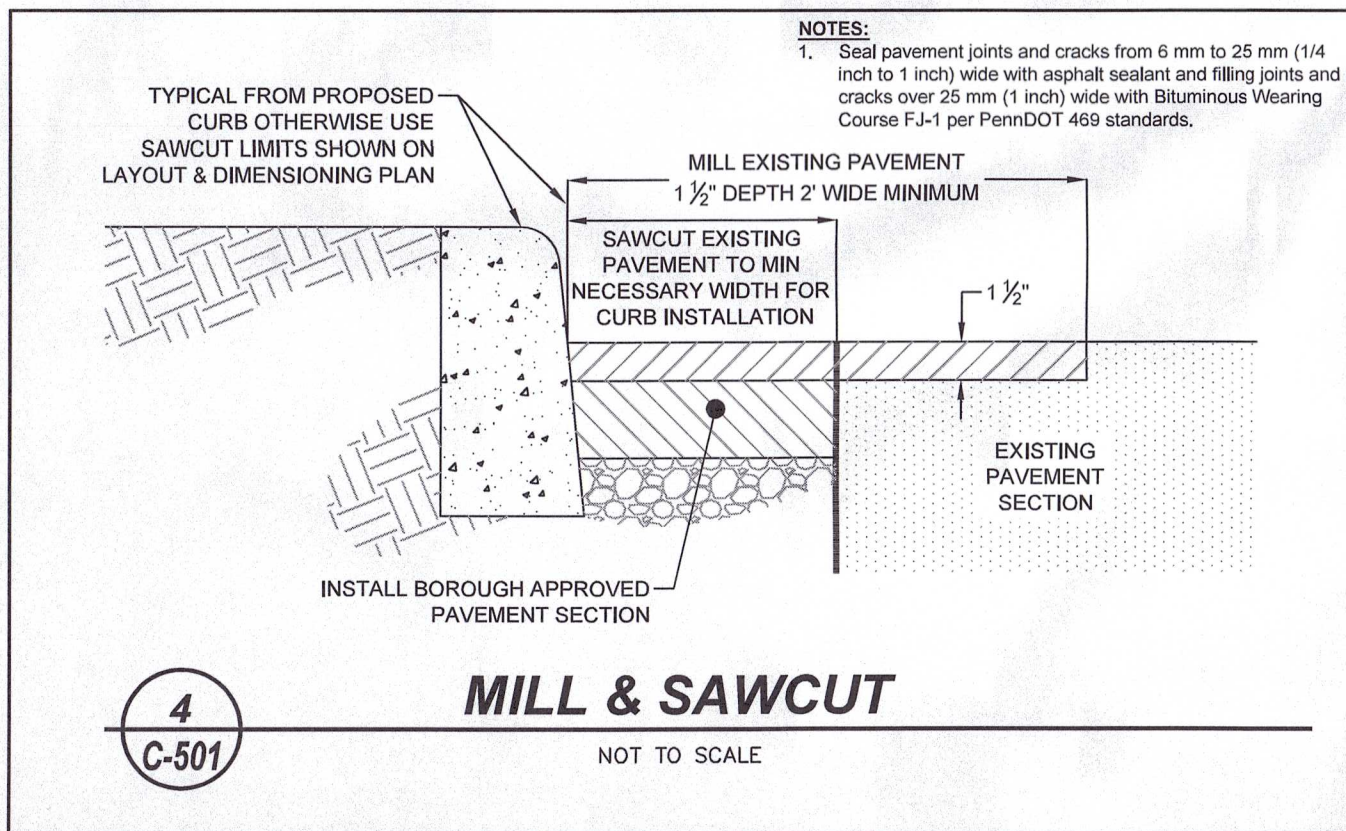 NOTES:
1. Seal pavement joints and cracks from 6 mm to 25 mm (1/4
inch to 1 inch) wide with asphalt sealant and filling joints and
cracks over 25 mm (1 inch) wide with Bituminous Wearing
Course FJ-1 per PennDOT 469 standards.
TYPICAL FROM PROPOSED
CURB OTHERWISE USE
SAWCUT LIMITS SHOWN ON
LAYOUT & DIMENSIONING PLAN
MILL EXISTING PAVEMENT
1 ½" DEPTH 2' WIDE MINIMUM
SAWCUT EXISTING
PAVEMENT TO MIN
NECESSARY WIDTH FOR
CURB INSTALLATION
1 ½"
EXISTING
PAVEMENT
SECTION
INSTALL BOROUGH APPROVED
PAVEMENT SECTION
4
C-501
MILL & SAWCUT
NOT TO SCALE